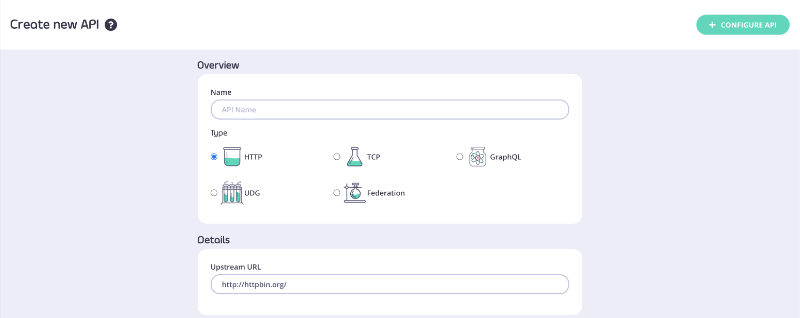 Create new API ?
+ CONFIGURE API
Overview
Name
API Name
Type
HTTP
TCP
GraphQL
UDG
Federation
Details
Upstream URL
http://httpbin.org/